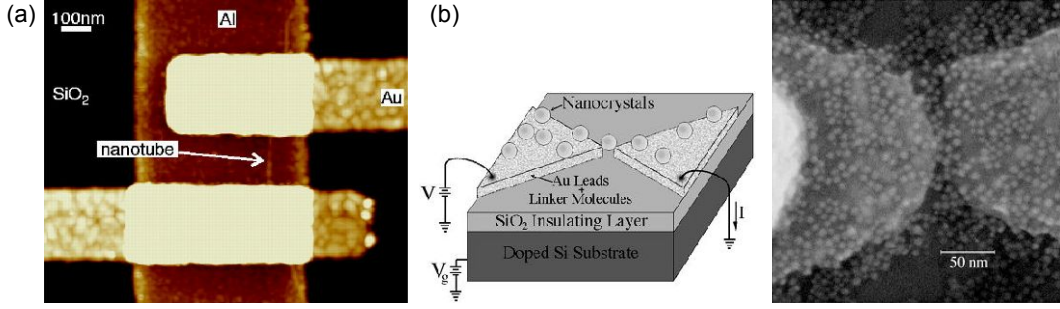 (a)
100nm
Al
SiO2
Au
nanotube
(b)
Nanocrystals
V
Au Leads
+
Linker Molecules
I
SiO2 Insulating Layer
Doped Si Substrate
Vg
50 nm